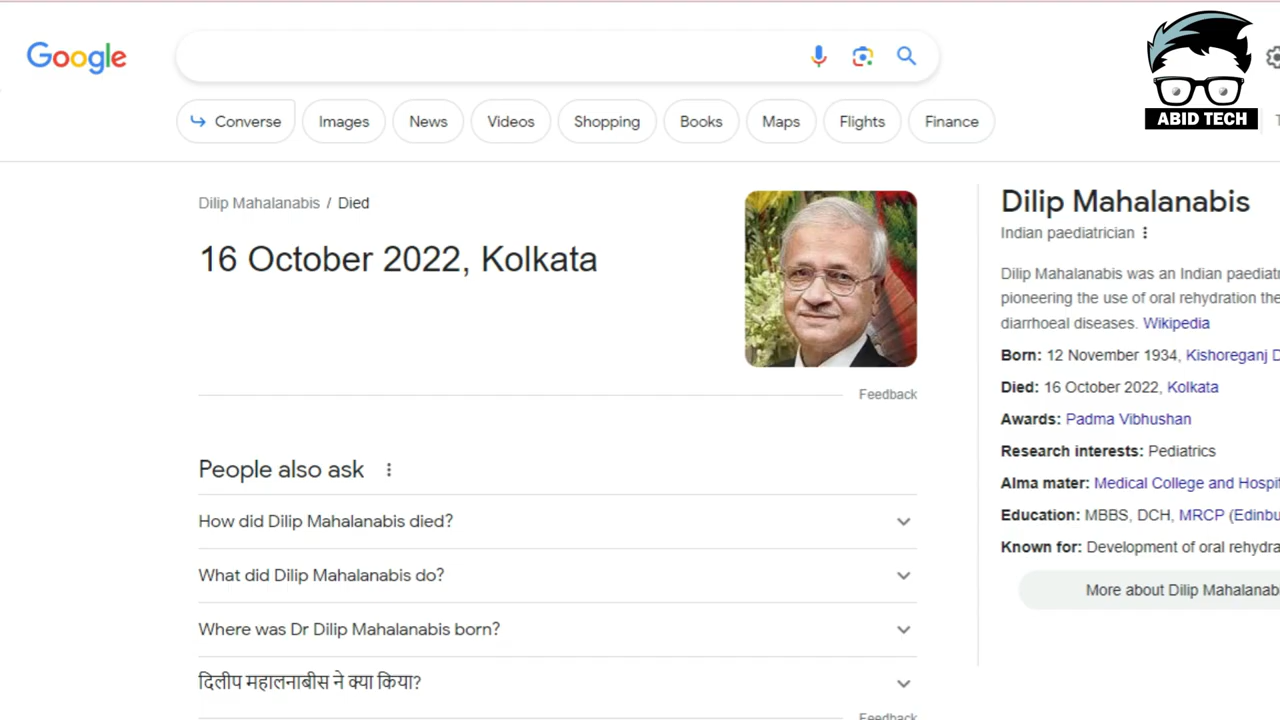 Google
ABID TECH
Converse
Images
News
Videos
Shopping
Books
Maps
Flights
Finance
Dilip Mahalanabis / Died
16 October 2022, Kolkata
Feedback
People also ask
How did Dilip Mahalanabis died?
What did Dilip Mahalanabis do?
Where was Dr Dilip Mahalanabis born?
दिलीप महालनाबीस ने क्या किया?
Feedback
Dilip Mahalanabis
Indian paediatrician
Dilip Mahalanabis was an Indian paediatr
pioneering the use of oral rehydration the
diarrhoeal diseases. Wikipedia
Born: 12 November 1934, Kishoreganj D
Died: 16 October 2022, Kolkata
Awards: Padma Vibhushan
Research interests: Pediatrics
Alma mater: Medical College and Hospit
Education: MBBS, DCH, MRCP (Edinbu
Known for: Development of oral rehydra
More about Dilip Mahalanab